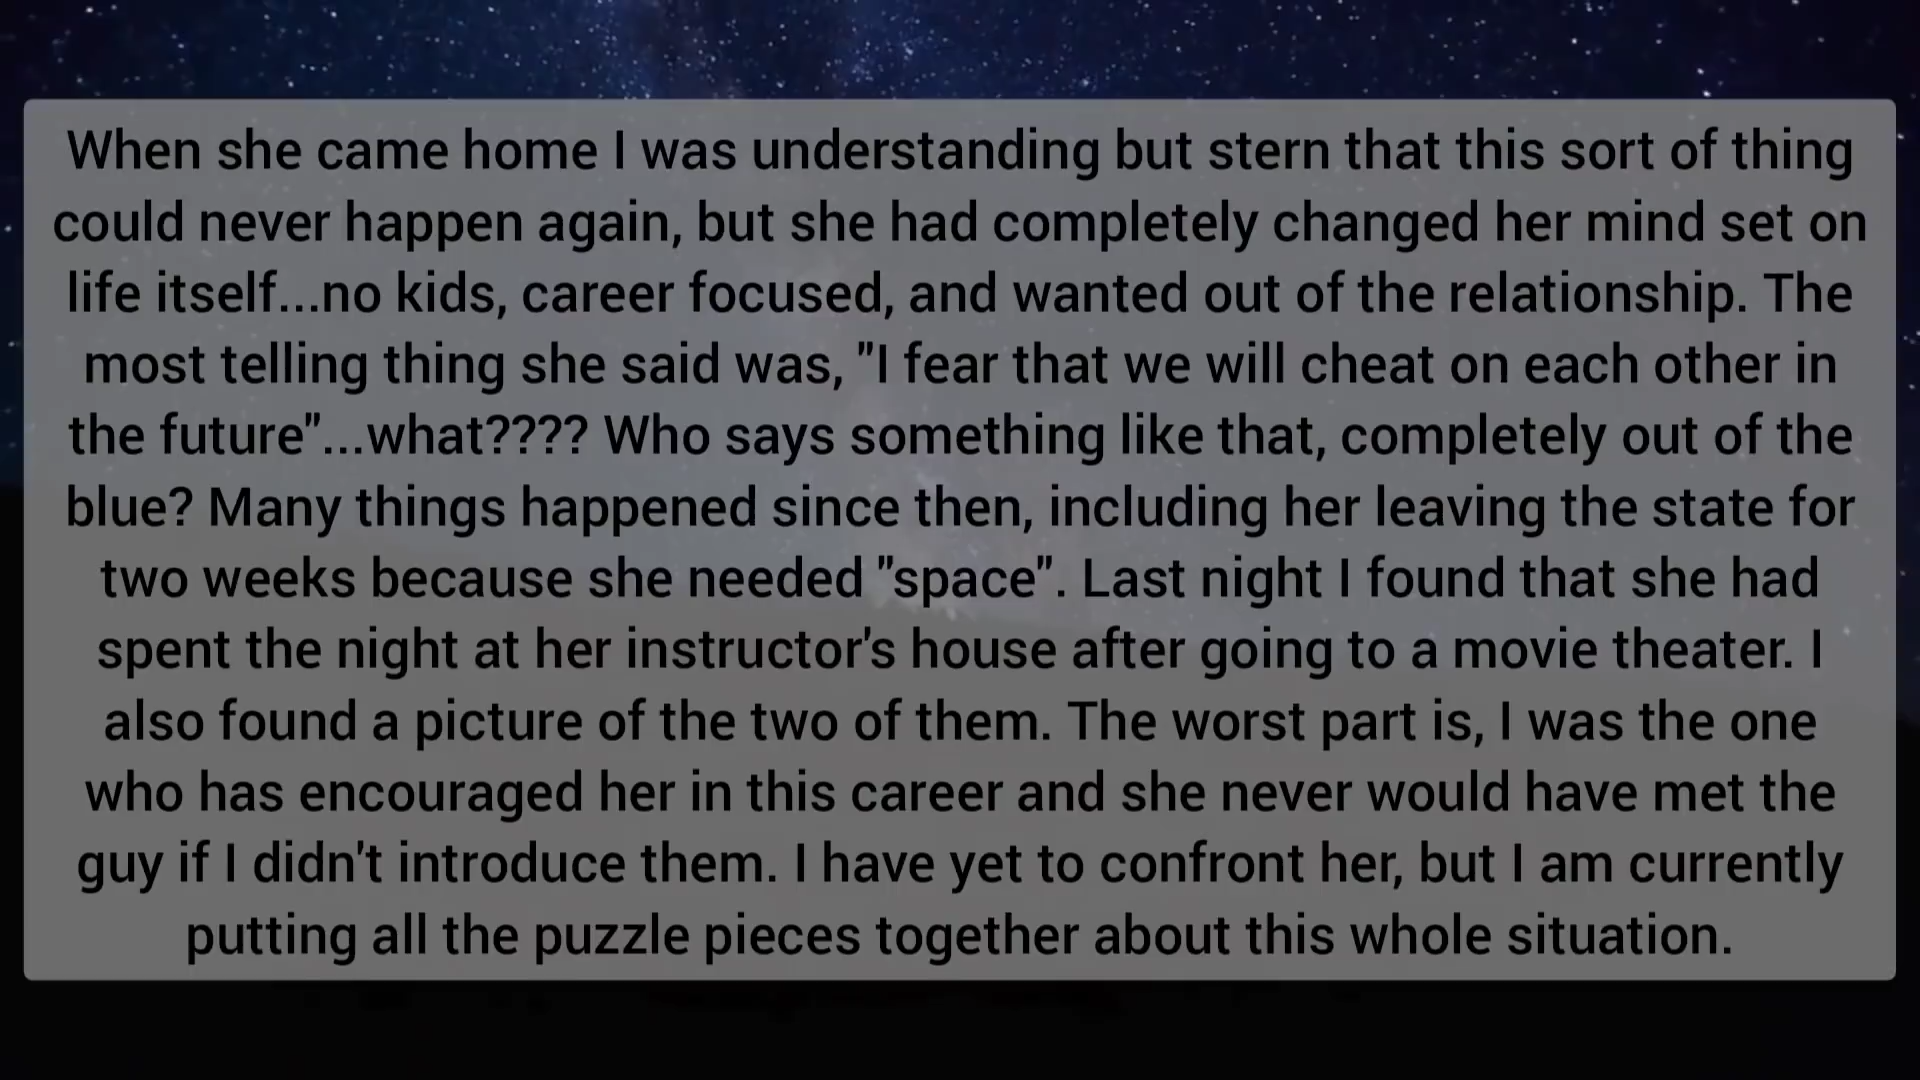 When she came home I was understanding but stern that this sort of thing
could never happen again, but she had completely changed her mind set on
life itself...no kids, career focused, and wanted out of the relationship. The
most telling thing she said was, "I fear that we will cheat on each other in
the future"...what???? Who says something like that, completely out of the
blue? Many things happened since then, including her leaving the state for
two weeks because she needed "space". Last night I found that she had
spent the night at her instructor's house after going to a movie theater. I
also found a picture of the two of them. The worst part is, I was the one
who has encouraged her in this career and she never would have met the
guy if I didn't introduce them. I have yet to confront her, but I am currently
putting all the puzzle pieces together about this whole situation.